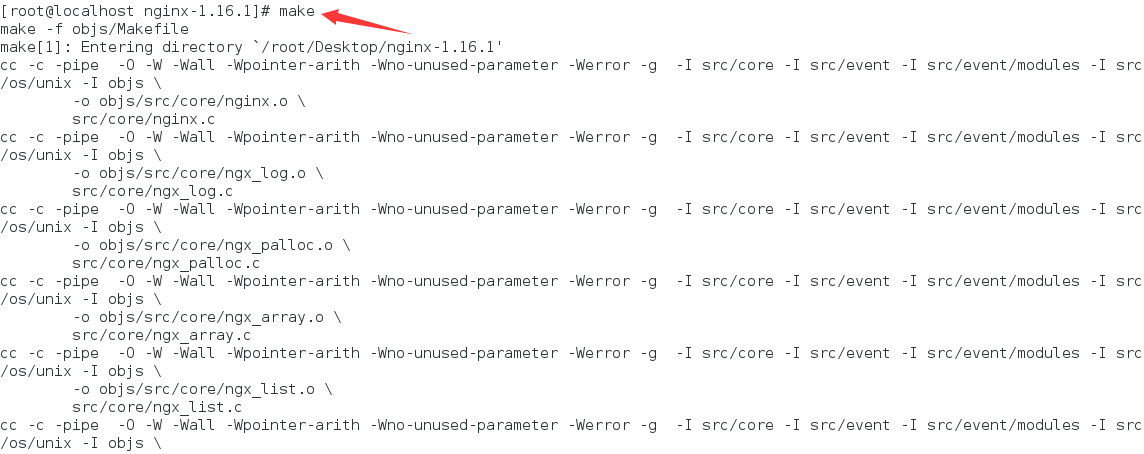 [root@localhost nginx-1.16.1]# make
make -f objs/Makefile
make[1]: Entering directory `/root/Desktop/nginx-1.16.1'
cc -c -pipe  -O -W -Wall -Wpointer-arith -Wno-unused-parameter -Werror -g  -I src/core -I src/event -I src/event/modules -I src
/os/unix -I objs \
        -o objs/src/core/nginx.o \
        src/core/nginx.c
cc -c -pipe  -O -W -Wall -Wpointer-arith -Wno-unused-parameter -Werror -g  -I src/core -I src/event -I src/event/modules -I src
/os/unix -I objs \
        -o objs/src/core/ngx_log.o \
        src/core/ngx_log.c
cc -c -pipe  -O -W -Wall -Wpointer-arith -Wno-unused-parameter -Werror -g  -I src/core -I src/event -I src/event/modules -I src
/os/unix -I objs \
        -o objs/src/core/ngx_palloc.o \
        src/core/ngx_palloc.c
cc -c -pipe  -O -W -Wall -Wpointer-arith -Wno-unused-parameter -Werror -g  -I src/core -I src/event -I src/event/modules -I src
/os/unix -I objs \
        -o objs/src/core/ngx_array.o \
        src/core/ngx_array.c
cc -c -pipe  -O -W -Wall -Wpointer-arith -Wno-unused-parameter -Werror -g  -I src/core -I src/event -I src/event/modules -I src
/os/unix -I objs \
        -o objs/src/core/ngx_list.o \
        src/core/ngx_list.c
cc -c -pipe  -O -W -Wall -Wpointer-arith -Wno-unused-parameter -Werror -g  -I src/core -I src/event -I src/event/modules -I src
/os/unix -I objs \